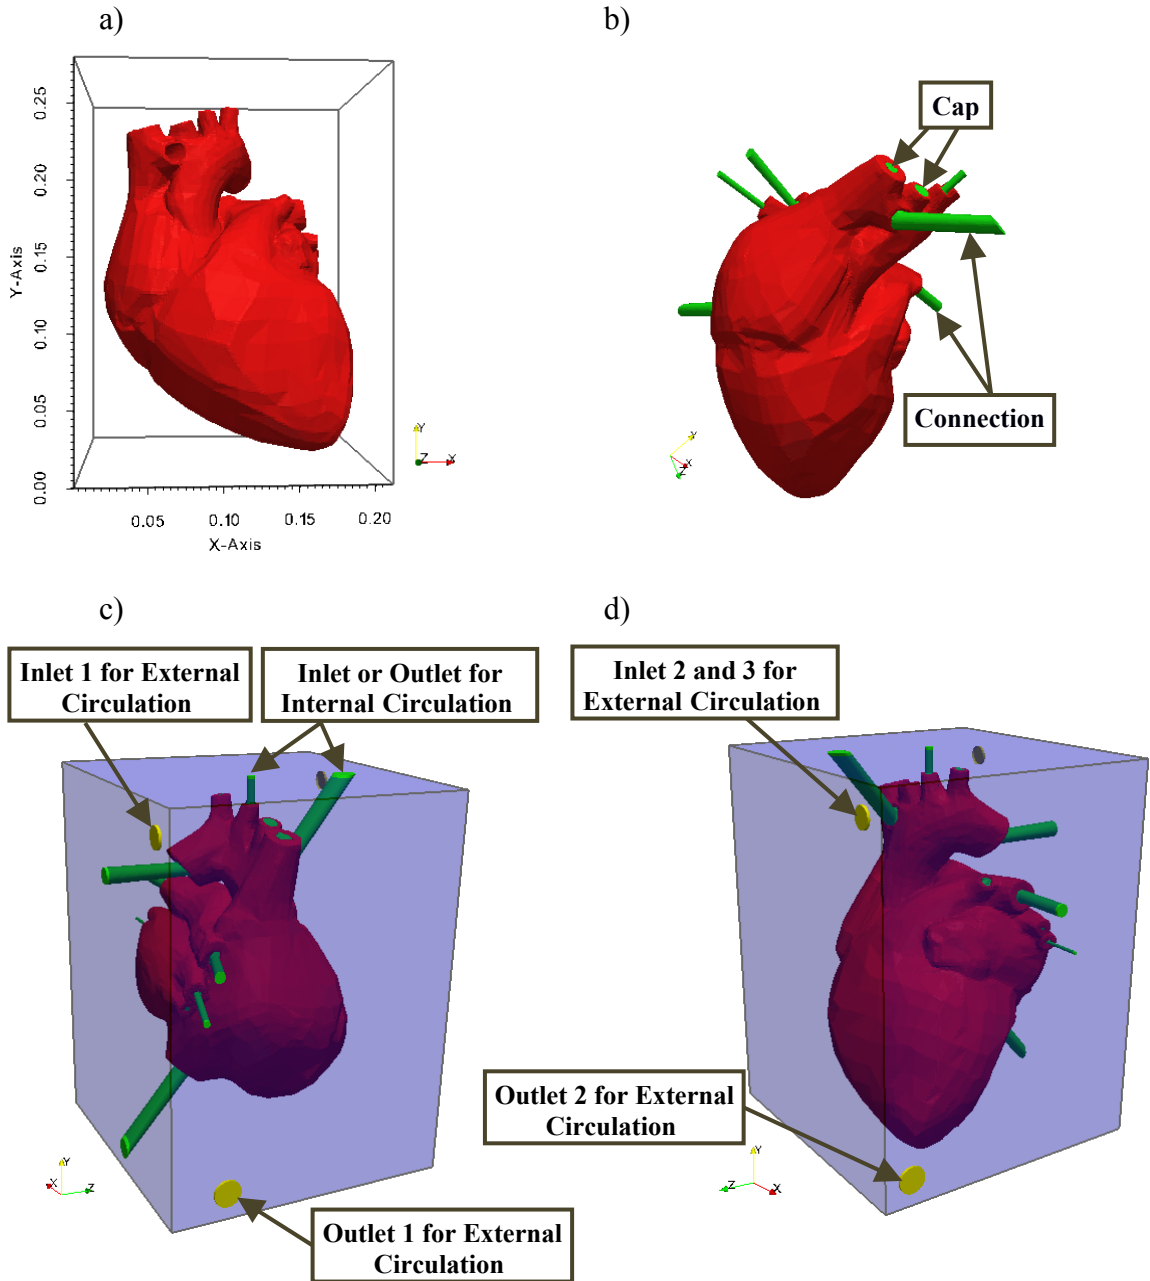 a)
b)
0.25
0.20
0.15
0.10
0.05
0.00
Y-Axis
0.05
0.10
0.15
0.20
X-Axis
Y
Z
X
Cap
Connection
Y
X
Z
c)
d)
Inlet 1 for External
Circulation
Inlet or Outlet for
Internal Circulation
Inlet 2 and 3 for
External Circulation
Outlet 2 for External
Circulation
Y
X
Z
Y
Z
X
Outlet 1 for External
Circulation